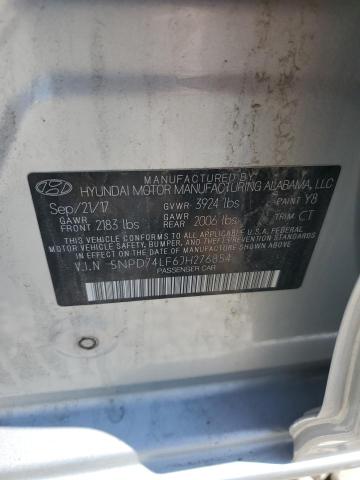 MANUFACTURED BY
HYUNDAI MOTOR MANUFACTURING ALABAMA, LLC
Sep/21/17 GVWR 3924 lbs PAINT Y8
GAWR FRONT 2183 lbs GAWR REAR 2006 lbs TRIM CT
THIS VEHICLE CONFORMS TO ALL APPLICABLE U.S.A. FEDERAL
MOTOR VEHICLE SAFETY, BUMPER, AND THEFT PREVENTION
STANDARDS IN EFFECT ON THE DATE OF MANUFACTURE SHOWN ABOVE.
V.I.N 5NPD74LF6JH276854
PASSENGER CAR